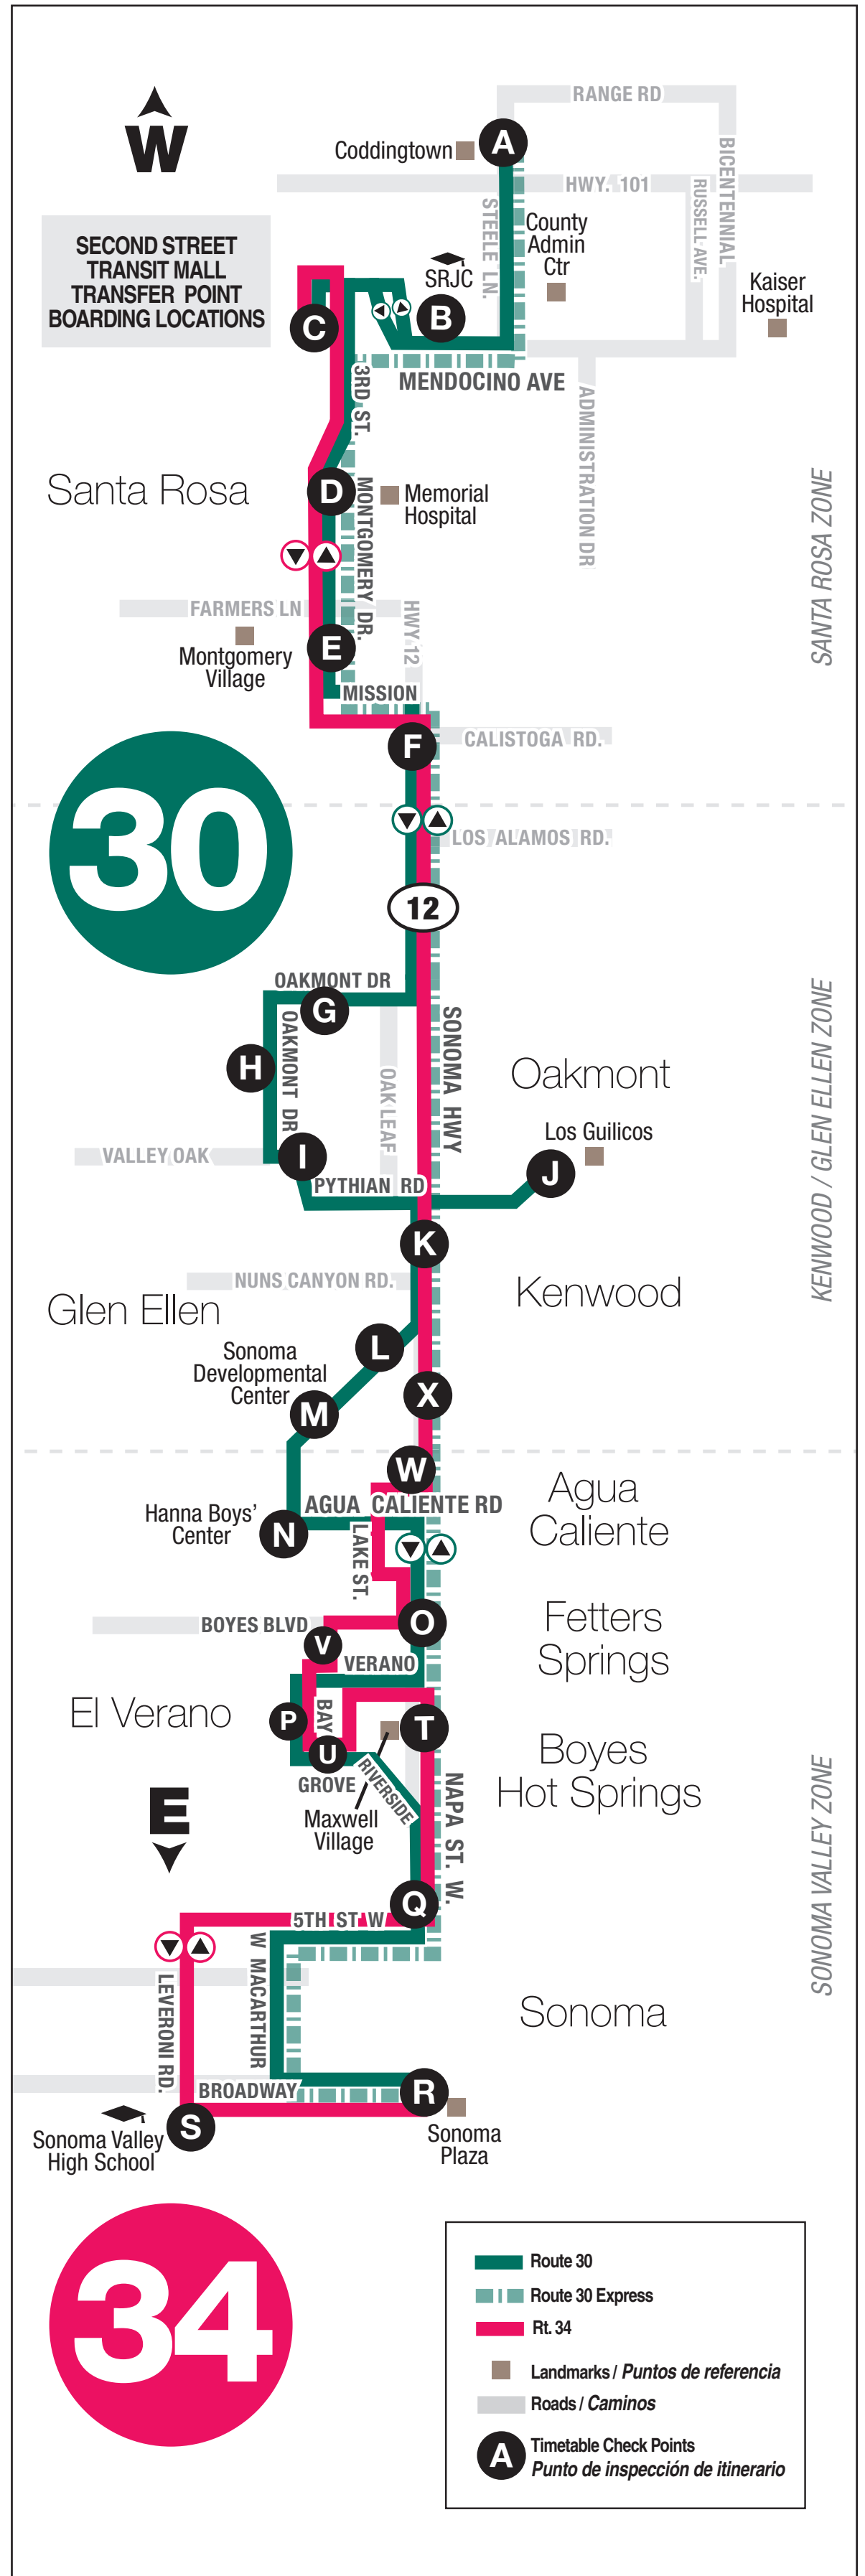 RANGE RD
Coddingtown
A
W
HWY. 101
BICENTENNIAL
RUSSELL AVE.
STEELE LN.
County
Admin
Ctr
SECOND STREET
TRANSIT MALL
TRANSFER POINT
BOARDING LOCATIONS
SRJC
Kaiser
Hospital
B
C
MENDOCINO AVE
3RD ST.
ADMINISTRATION DR
Santa Rosa
D
Memorial
Hospital
MONTGOMERY DR.
SANTA ROSA ZONE
FARMERS LN
HWY 12
Montgomery
Village
E
MISSION
F
CALISTOGA RD.
30
LOS ALAMOS RD.
12
OAKMONT DR
G
OAKMONT DR
H
OAK LEAF
SONOMA HWY
Oakmont
KENWOOD / GLEN ELLEN ZONE
Los Guilicos
VALLEY OAK
I
J
PYTHIAN RD
K
NUNS CANYON RD.
Kenwood
Glen Ellen
L
Sonoma
Developmental
Center
X
M
W
Agua
Caliente
AGUA CALIENTE RD
Hanna Boys'
Center
N
LAKE ST.
Fetters
Springs
BOYES BLVD
O
V
VERANO
El Verano
P
BAY
T
Boyes
Hot Springs
U
GROVE
RIVERSIDE
Maxwell
Village
NAPA ST. W.
SONOMA VALLEY ZONE
E
Q
5TH ST W
W MACARTHUR
LEVERONI RD.
Sonoma
BROADWAY
R
S
Sonoma Valley
High School
Sonoma
Plaza
34
Route 30
Route 30 Express
Rt. 34
Landmarks / Puntos de referencia
Roads / Caminos
A
Timetable Check Points
Punto de inspección de itinerario